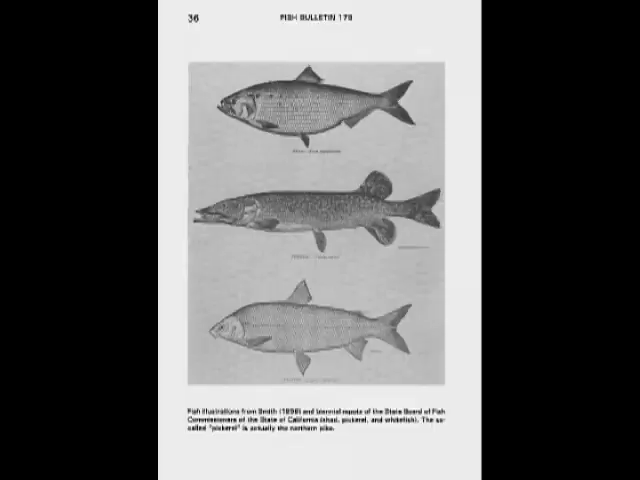 36
FISH BULLETIN 178
Fish illustrations from Smith (1896) and biennial repots of the State Board of Fish
Commissioners of the State of California (shad, pickerel, and whitefish). The so-
called "pickerel" is actually the northern pike.